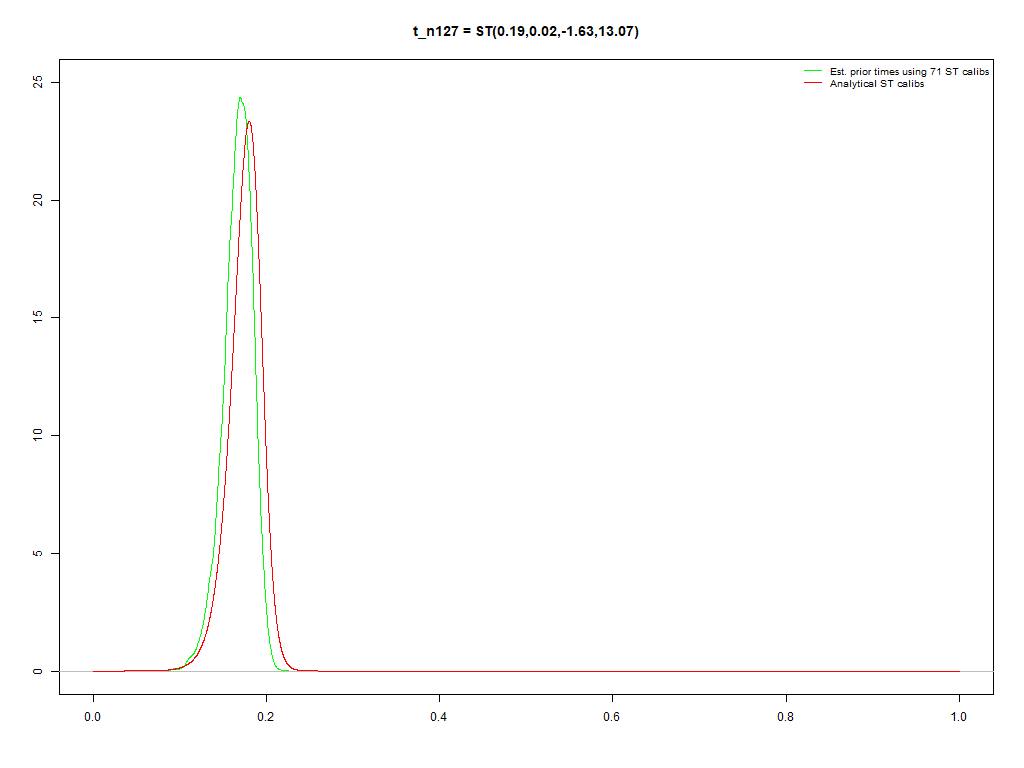 t_n127 = ST(0.19,0.02,-1.63,13.07)
Est. prior times using 71 ST calibs
Analytical ST calibs
25
20
15
10
5
0
0.0 0.2 0.4 0.6 0.8 1.0